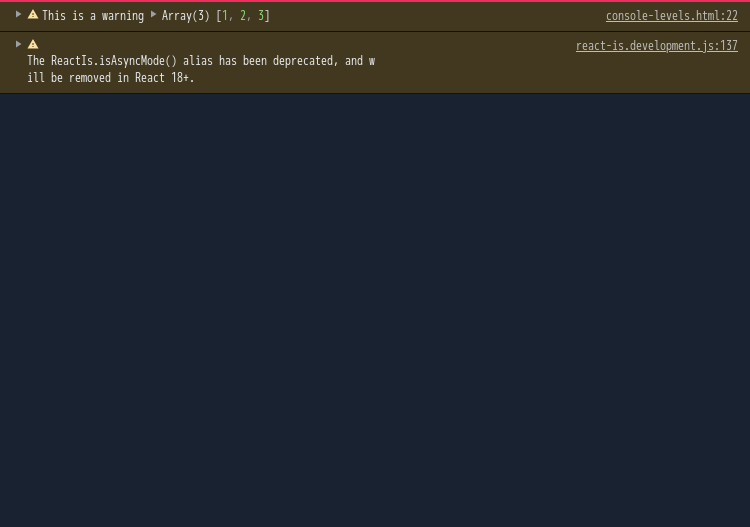 This is a warning Array(3) [1, 2, 3] console-levels.html:22
react-is.development.js:137
The ReactIs.isAsyncMode() alias has been deprecated, and w
ill be removed in React 18+.